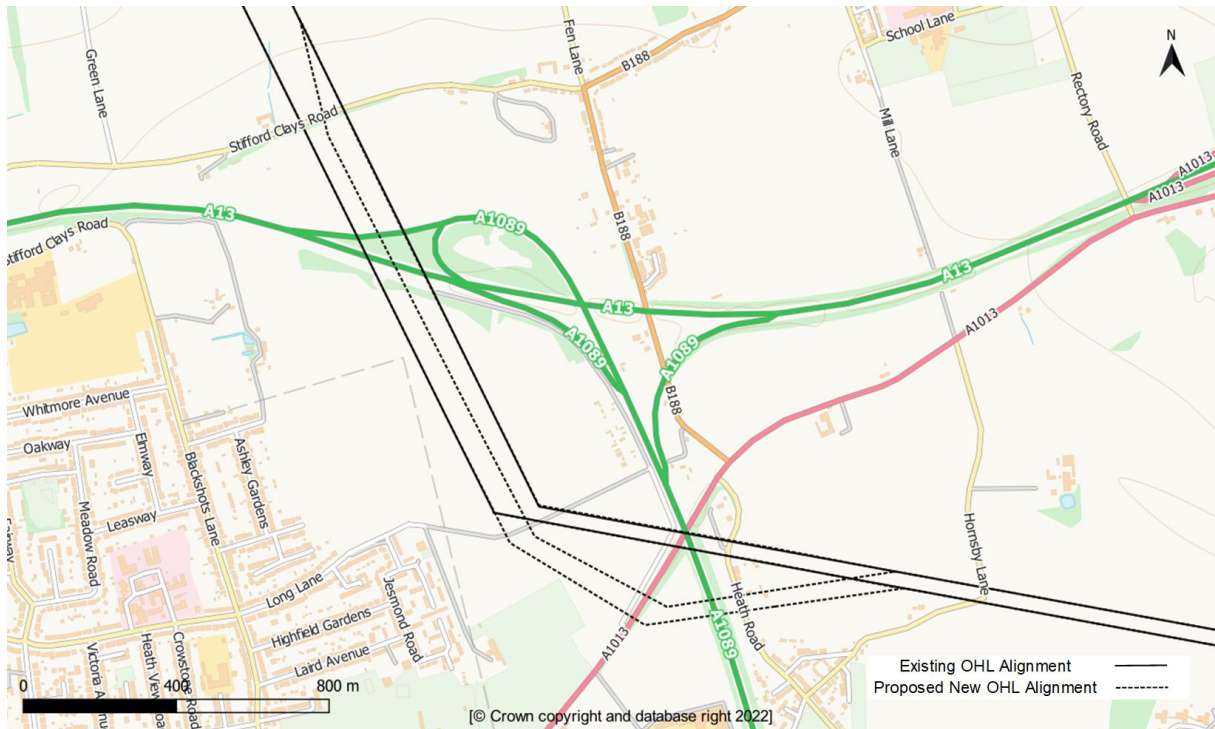 N
School Lane
Fen Lane
B188
Green Lane
Stifford Clays Road
Mill Lane
Rectory Road
A1013
A1013
A13
A1089
Stifford Clays Road
B188
A13
A13
A1013
A1089
A1089
B188
Whitmore Avenue
Oakway
Elmway
Ashley Gardens
Blackshots Lane
Meadow Road
Leasway
Long Lane
Jesmond Road
Highfield Gardens
Laird Avenue
Hornsby Lane
Heath Road
A1013
A1089
Crowstone Road
Existing OHL Alignment
Proposed New OHL Alignment
0 400 800 m
[© Crown copyright and database right 2022]